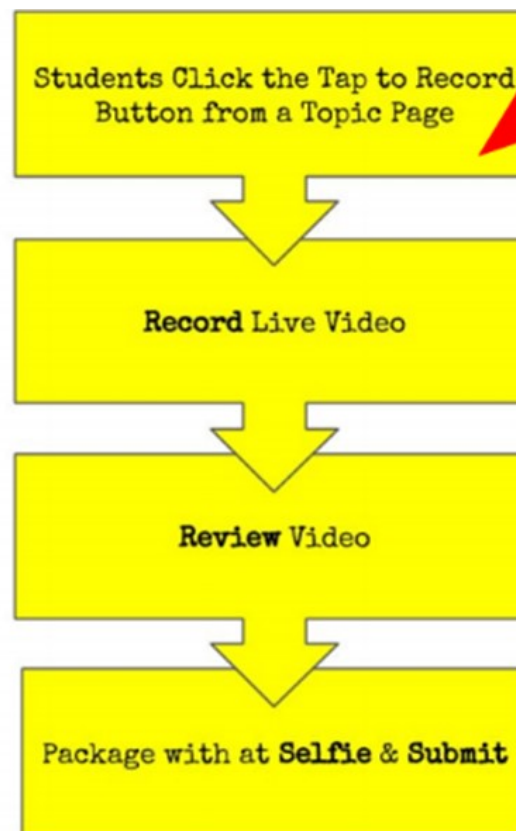 Students Click the Tap to Record
Button from a Topic Page
Record Live Video
Review Video
Package with at Selfie & Submit